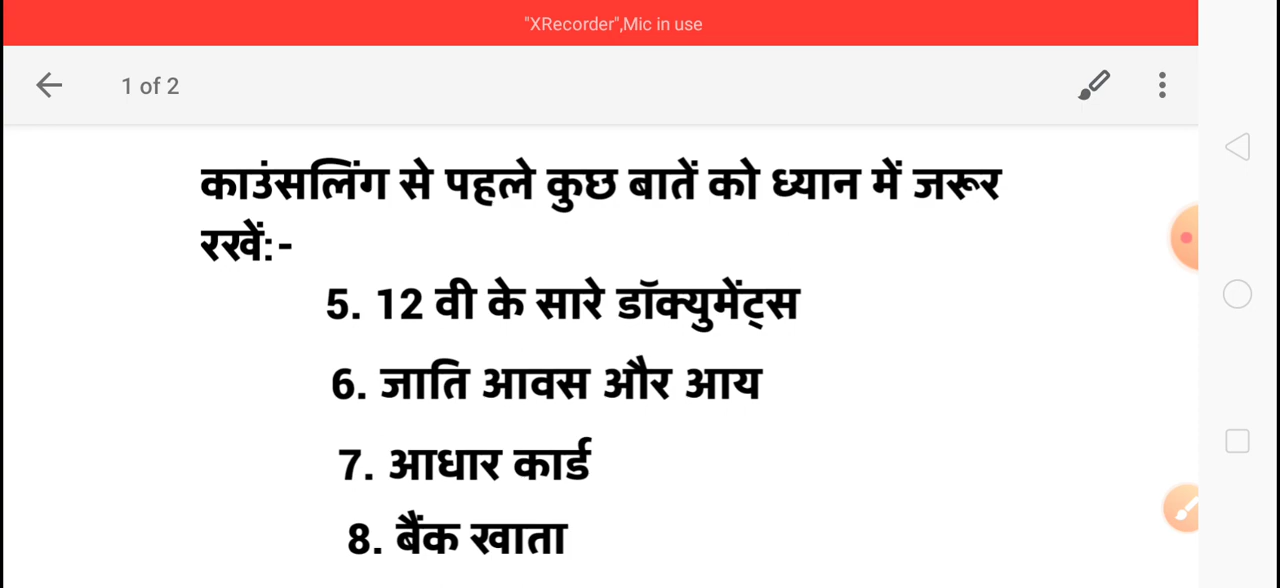 "XRecorder",Mic in use
1 of 2
काउंसलिंग से पहले कुछ बातें को ध्यान में जरूर
रखें:-
5. 12 वी के सारे डॉक्युमेंट्स
6. जाति आवस और आय
7. आधार कार्ड
8. बैंक खाता